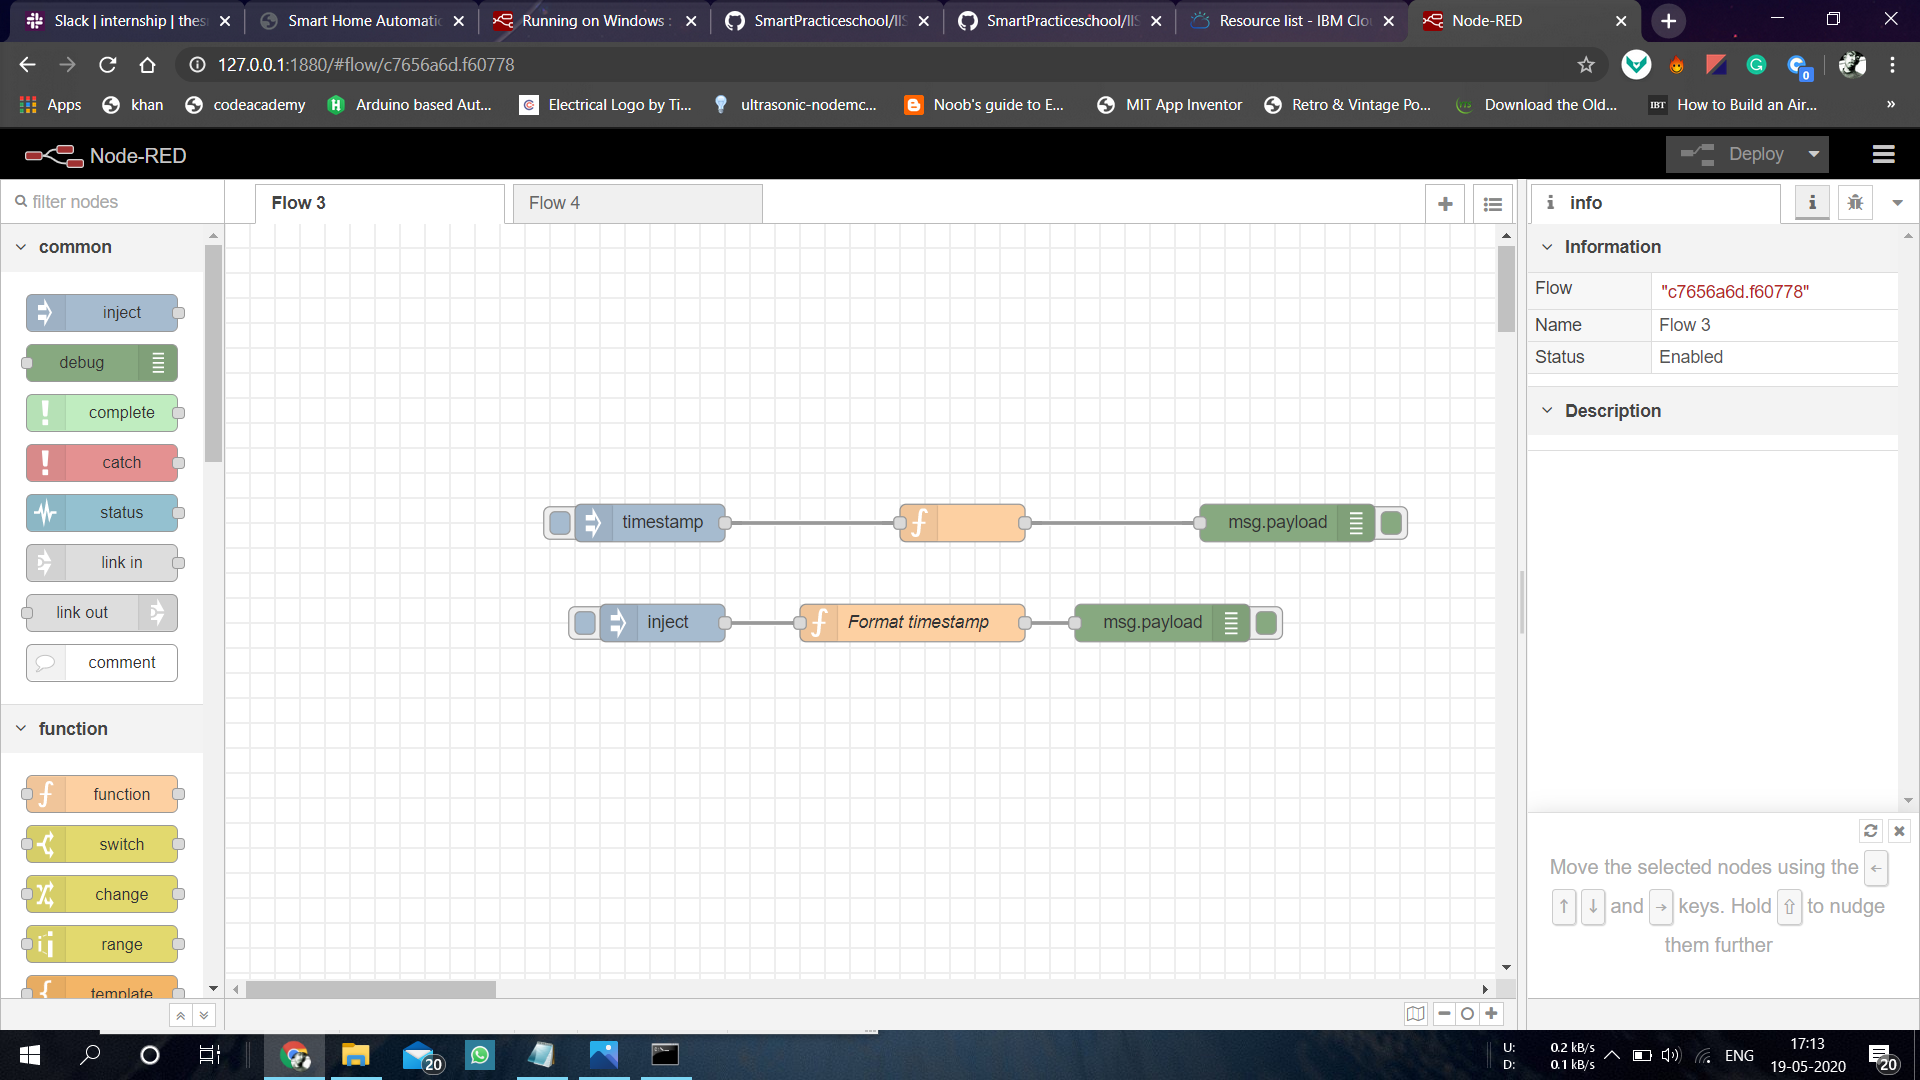 Slack | internship | thes
Smart Home Automatic
Running on Windows :
SmartPracticeschool/IIS
SmartPracticeschool/IIS
Resource list - IBM Clo
Node-RED
127.0.0.1:1880/#flow/c7656a6d.f60778
0
Apps
khan
codeacademy
Arduino based Aut...
Electrical Logo by Ti...
ultrasonic-nodemc...
Noob's guide to E...
MIT App Inventor
Retro & Vintage Po...
Download the Old...
IBT
How to Build an Air...
»
Node-RED
Deploy
filter nodes
Flow 3
Flow 4
info
common
inject
debug
complete
catch
status
link in
link out
comment
function
function
switch
change
range
template
timestamp
msg.payload
inject
Format timestamp
msg.payload
Information
Flow
"c7656a6d.f60778"
Name
Flow 3
Status
Enabled
Description
Move the selected nodes using the ←
↑ ↓ and → keys. Hold ⇧ to nudge
them further
20
U: 0.2 kB/s
D: 0.1 kB/s
ENG
17:13
19-05-2020
20